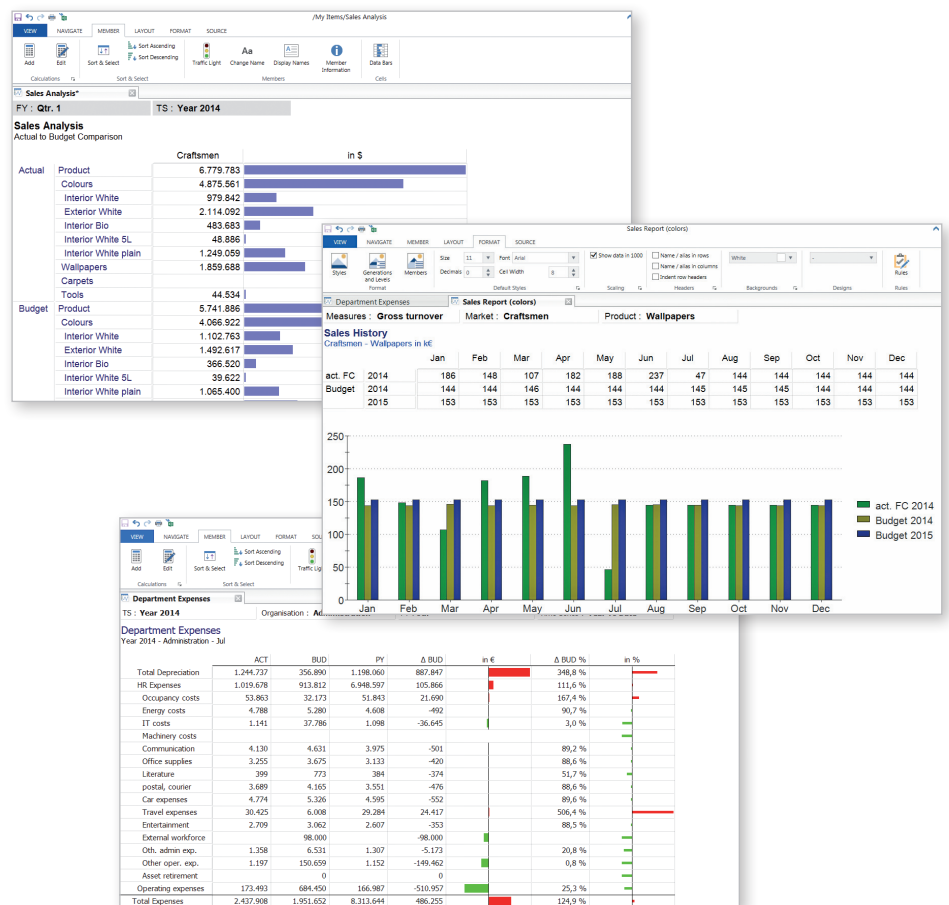 /My Items/Sales Analysis
VIEW NAVIGATE MEMBER LAYOUT FORMAT SOURCE
Add Edit Sort & Select Sort Ascending Sort Descending Traffic Light Aa Change Name Display Names Member Information Data Bars
Calculations Sort & Select Members Cells
Sales Analysis*
FY : Qtr. 1 TS : Year 2014
Sales Analysis
Actual to Budget Comparison
Craftsmen in $
Actual Product 6.779.783
Colours 4.875.561
Interior White 979.842
Exterior White 2.114.092
Interior Bio 483.683
Interior White 5L 48.886
Interior White plain 1.249.059
Wallpapers 1.859.688
Carpets
Tools 44.534
Budget Product 5.741.886
Colours 4.066.922
Interior White 1.102.763
Exterior White 1.492.617
Interior Bio 366.520
Interior White 5L 39.622
Interior White plain 1.065.400
Sales Report (colors)
VIEW NAVIGATE MEMBER LAYOUT FORMAT SOURCE
Styles Generations and Levels Members Size 11 Font Arial Decimals 0 Cell Width 8 Show data in 1000 Name / alias in rows Name / alias in columns Indent row headers White - Rules
Format Default Styles Scaling Headers Backgrounds Designs Rules
Department Expenses Sales Report (colors)
Measures : Gross turnover Market : Craftsmen Product : Wallpapers
Sales History
Craftsmen - Wallpapers in k€
Jan Feb Mar Apr May Jun Jul Aug Sep Oct Nov Dec
act. FC 2014 186 148 107 182 188 237 47 144 144 144 144 144
Budget 2014 144 144 146 144 144 144 145 145 145 144 144 144
2015 153 153 153 153 153 153 153 153 153 153 153 153
250
200
150
100
50
0
Jan Feb Mar Apr May Jun Jul Aug Sep Oct Nov Dec
act. FC 2014
Budget 2014
Budget 2015
VIEW NAVIGATE MEMBER LAYOUT FORMAT
Add Edit Sort & Select Sort Ascending Sort Descending
Calculations Sort & Select
Department Expenses
TS : Year 2014 Organisation :
Department Expenses
Year 2014 - Administration - Jul
ACT BUD PY Δ BUD in € Δ BUD % in %
Total Depreciation 1.244.737 356.890 1.198.060 887.847 348,8 %
HR Expenses 1.019.678 913.812 6.948.597 105.866 111,6 %
Occupancy costs 53.863 32.173 51.843 21.690 167,4 %
Energy costs 4.788 5.280 4.608 -492 90,7 %
IT costs 1.141 37.786 1.098 -36.645 3,0 %
Machinery costs
Communication 4.130 4.631 3.975 -501 89,2 %
Office supplies 3.255 3.675 3.133 -420 88,6 %
Literature 399 773 384 -374 51,7 %
postal, courier 3.689 4.165 3.551 -476 88,6 %
Car expenses 4.774 5.326 4.595 -552 89,6 %
Travel expenses 30.425 6.008 29.284 24.417 506,4 %
Entertainment 2.709 3.062 2.607 -353 88,5 %
External workforce 98.000 -98.000
Oth. admin exp. 1.358 6.531 1.307 -5.173 20,8 %
Other oper. exp. 1.197 150.659 1.152 -149.462 0,8 %
Asset retirement 0 0
Operating expenses 173.493 684.450 166.987 -510.957 25,3 %
Total Expenses 2.437.908 1.951.652 8.313.644 486.255 124,9 %